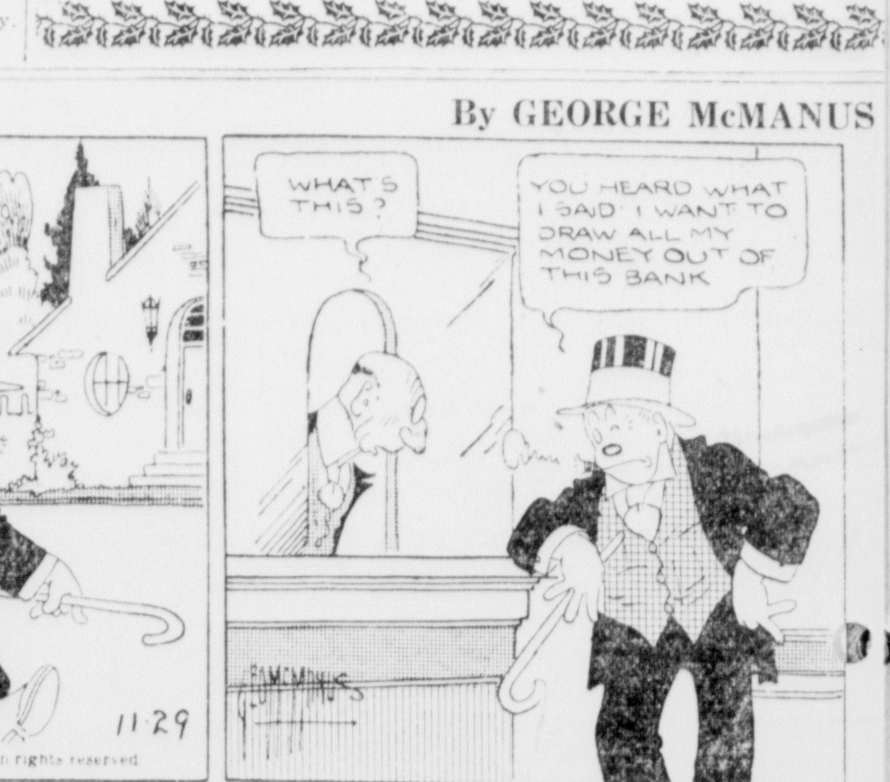 y.
By GEORGE McMANUS
WHAT'S
THIS?
YOU HEARD WHAT
I SAID. I WANT TO
DRAW ALL MY
MONEY OUT OF
THIS BANK
GEO McMANUS
11-29
n rights reserved.